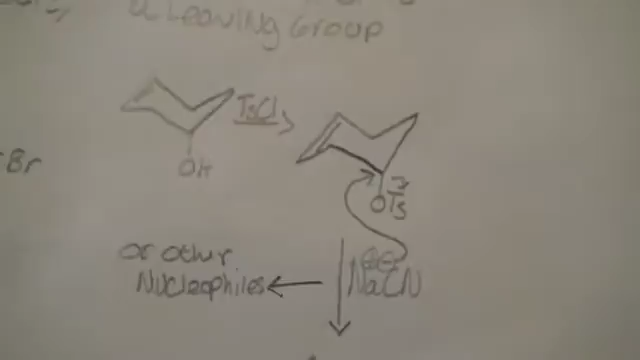 a Leaving Group
TsCl
OH
Br
OTs
or other
Nucleophiles
⊕⊖
NaCN